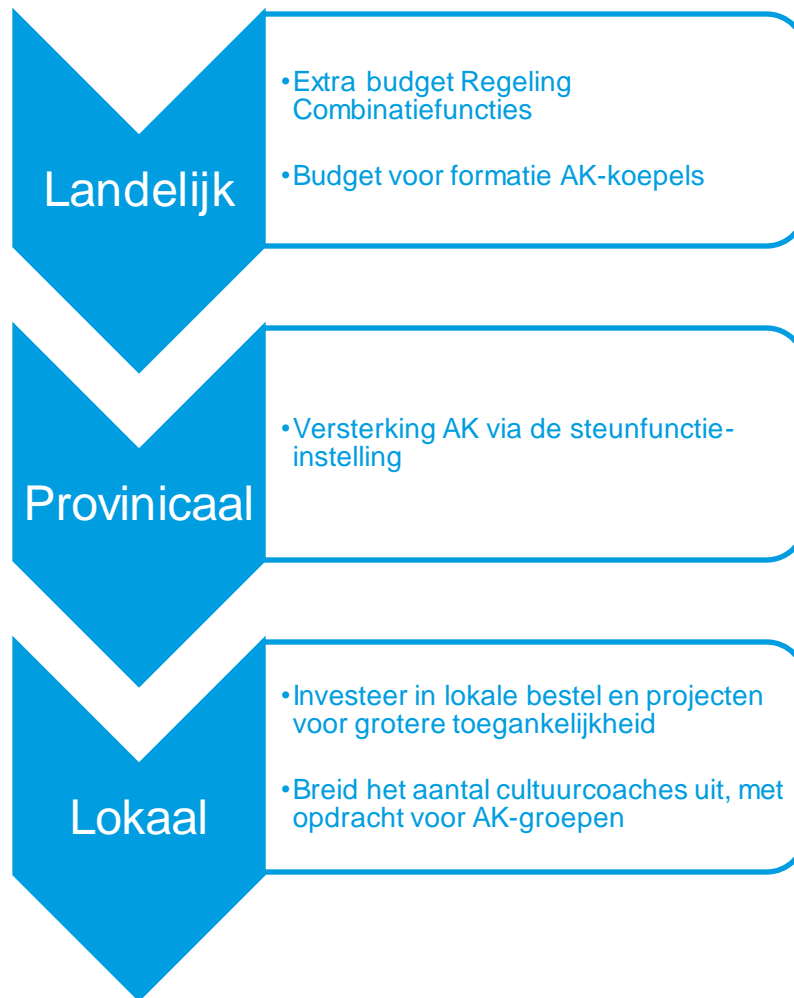 Landelijk
•Extra budget Regeling
Combinatiefuncties
•Budget voor formatie AK-koepels
Provinicaal
•Versterking AK via de steunfunctie-
instelling
Lokaal
•Investeer in lokale bestel en projecten
voor grotere toegankelijkheid
•Breid het aantal cultuurcoaches uit, met
opdracht voor AK-groepen